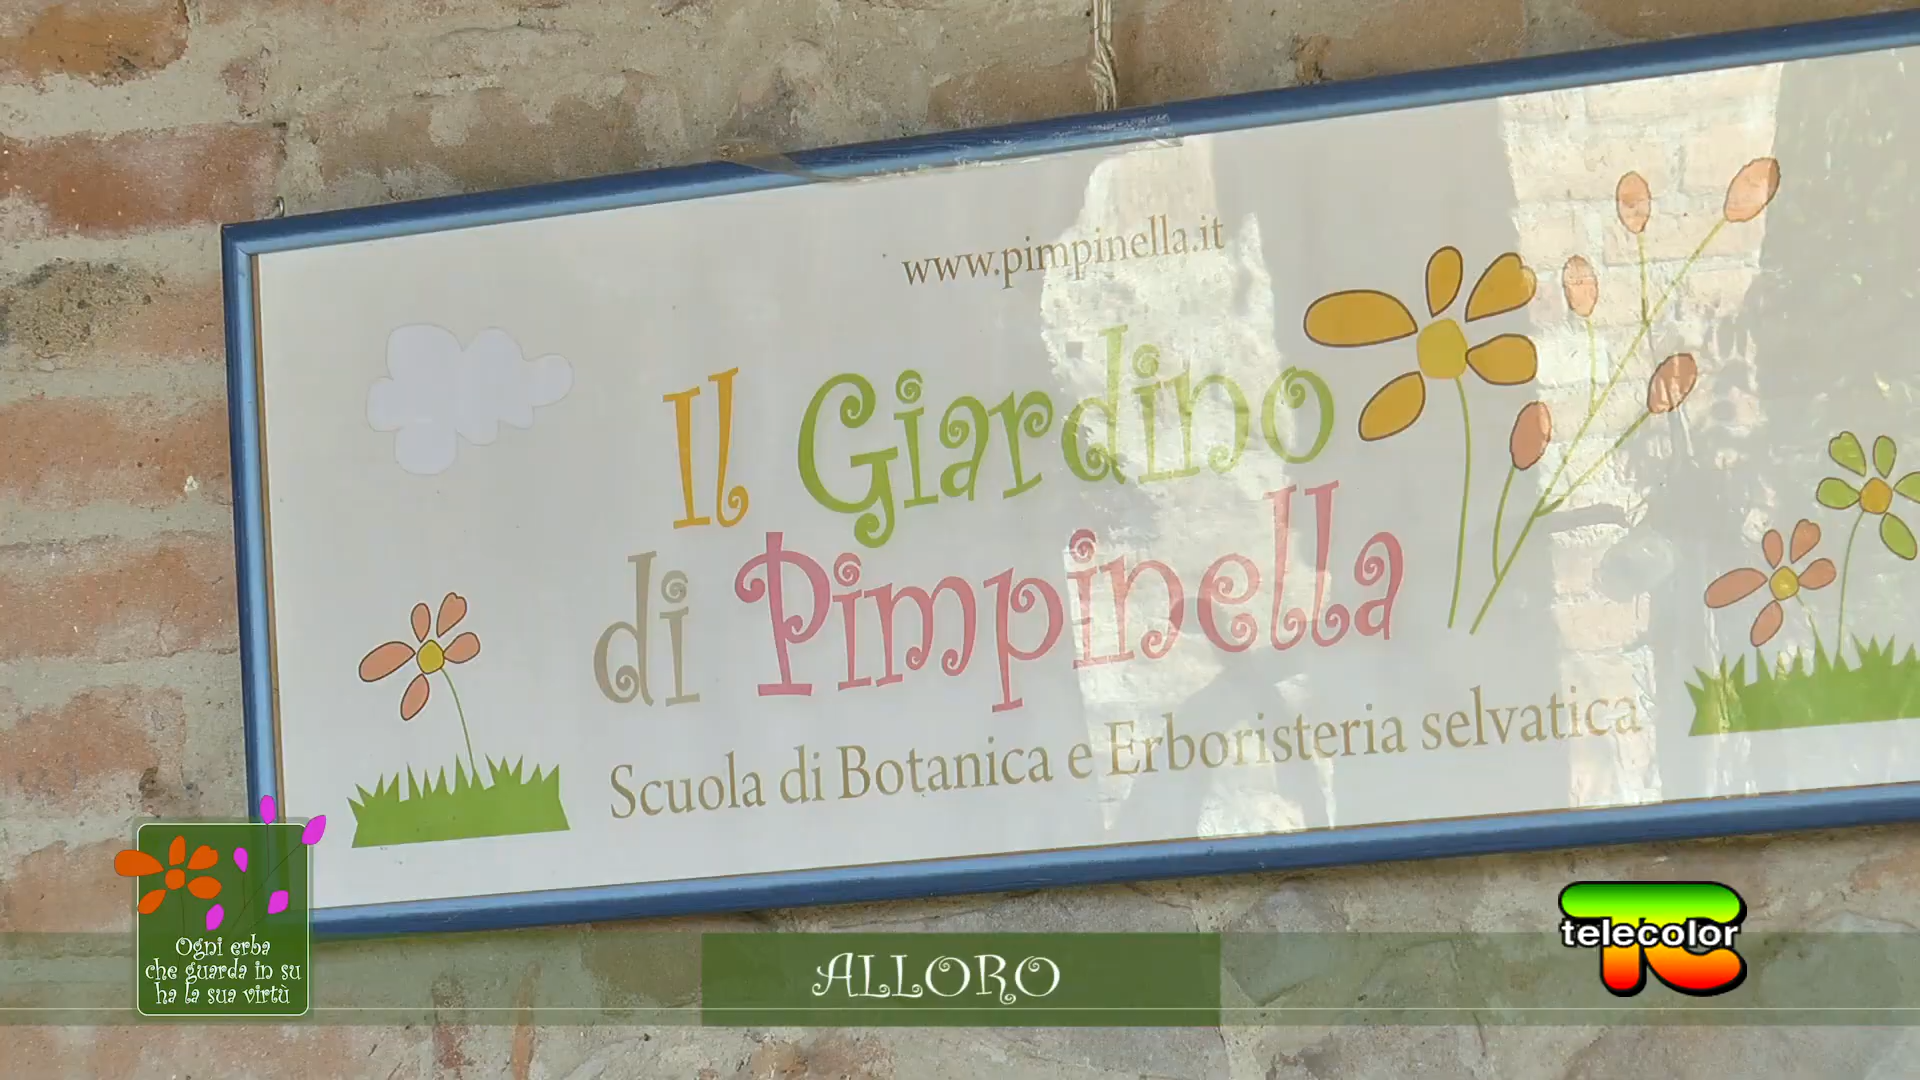 www.pimpinella.it
Il Giardino
di Pimpinella
Scuola di Botanica e Erboristeria selvatica
Ogni erba
che guarda in su
ha la sua virtù
ALLORO
telecolor
TC